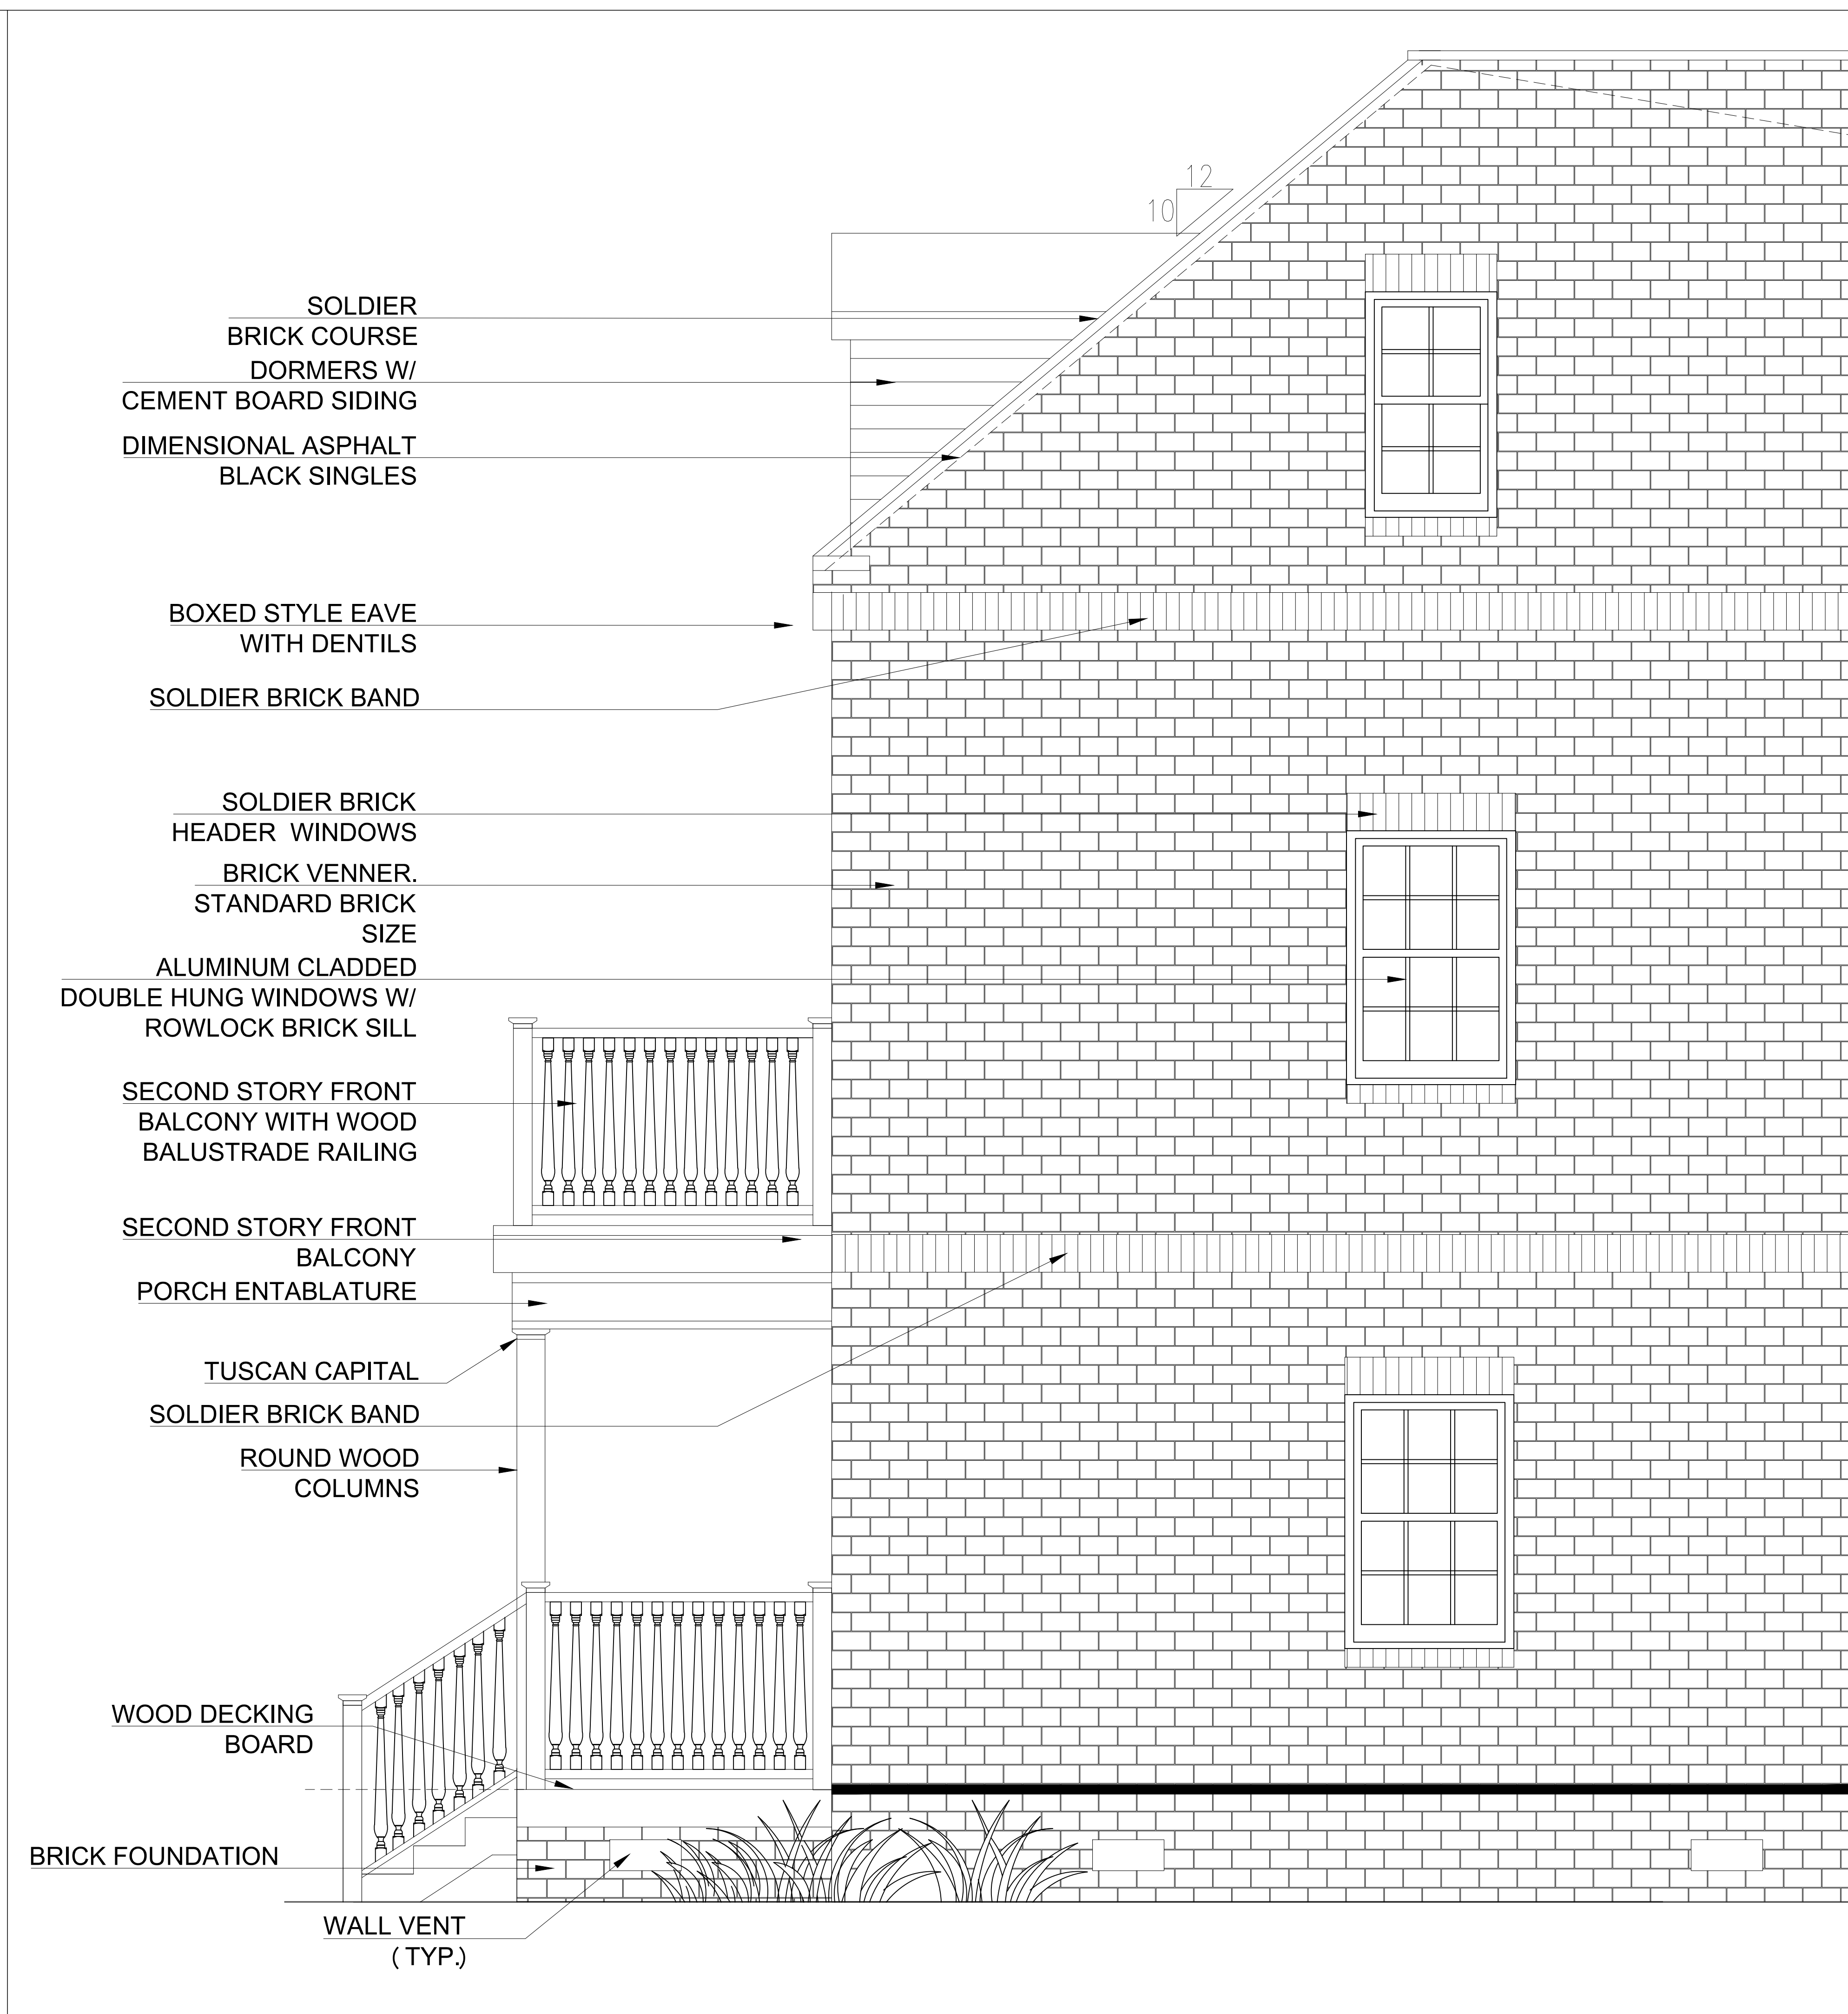 12
10
SOLDIER
BRICK COURSE
DORMERS W/
CEMENT BOARD SIDING
DIMENSIONAL ASPHALT
BLACK SINGLES
BOXED STYLE EAVE
WITH DENTILS
SOLDIER BRICK BAND
SOLDIER BRICK
HEADER WINDOWS
BRICK VENNER.
STANDARD BRICK
SIZE
ALUMINUM CLADDED
DOUBLE HUNG WINDOWS W/
ROWLOCK BRICK SILL
SECOND STORY FRONT
BALCONY WITH WOOD
BALUSTRADE RAILING
SECOND STORY FRONT
BALCONY
PORCH ENTABLATURE
TUSCAN CAPITAL
SOLDIER BRICK BAND
ROUND WOOD
COLUMNS
WOOD DECKING
BOARD
BRICK FOUNDATION
WALL VENT
( TYP.)